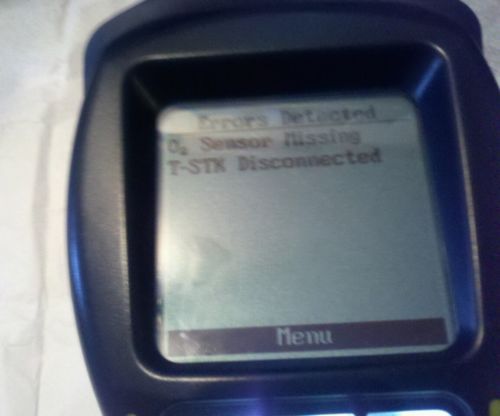 Errors Detected
O₂ Sensor Missing
T-STK Disconnected
Menu